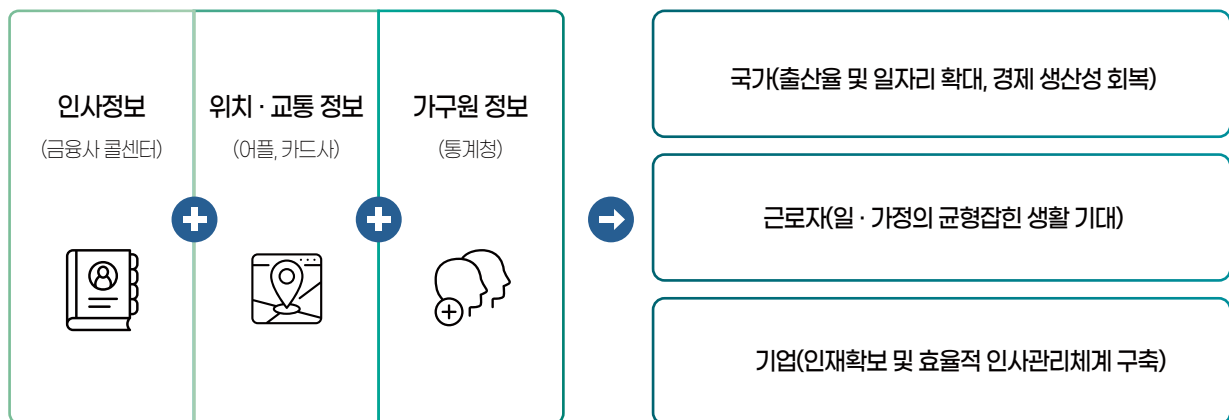 인사정보
(금융사 콜센터)
위치 · 교통 정보
(어플, 카드사)
가구원 정보
(통계청)
국가(출산율 및 일자리 확대, 경제 생산성 회복)
근로자(일 · 가정의 균형잡힌 생활 기대)
기업(인재확보 및 효율적 인사관리체계 구축)